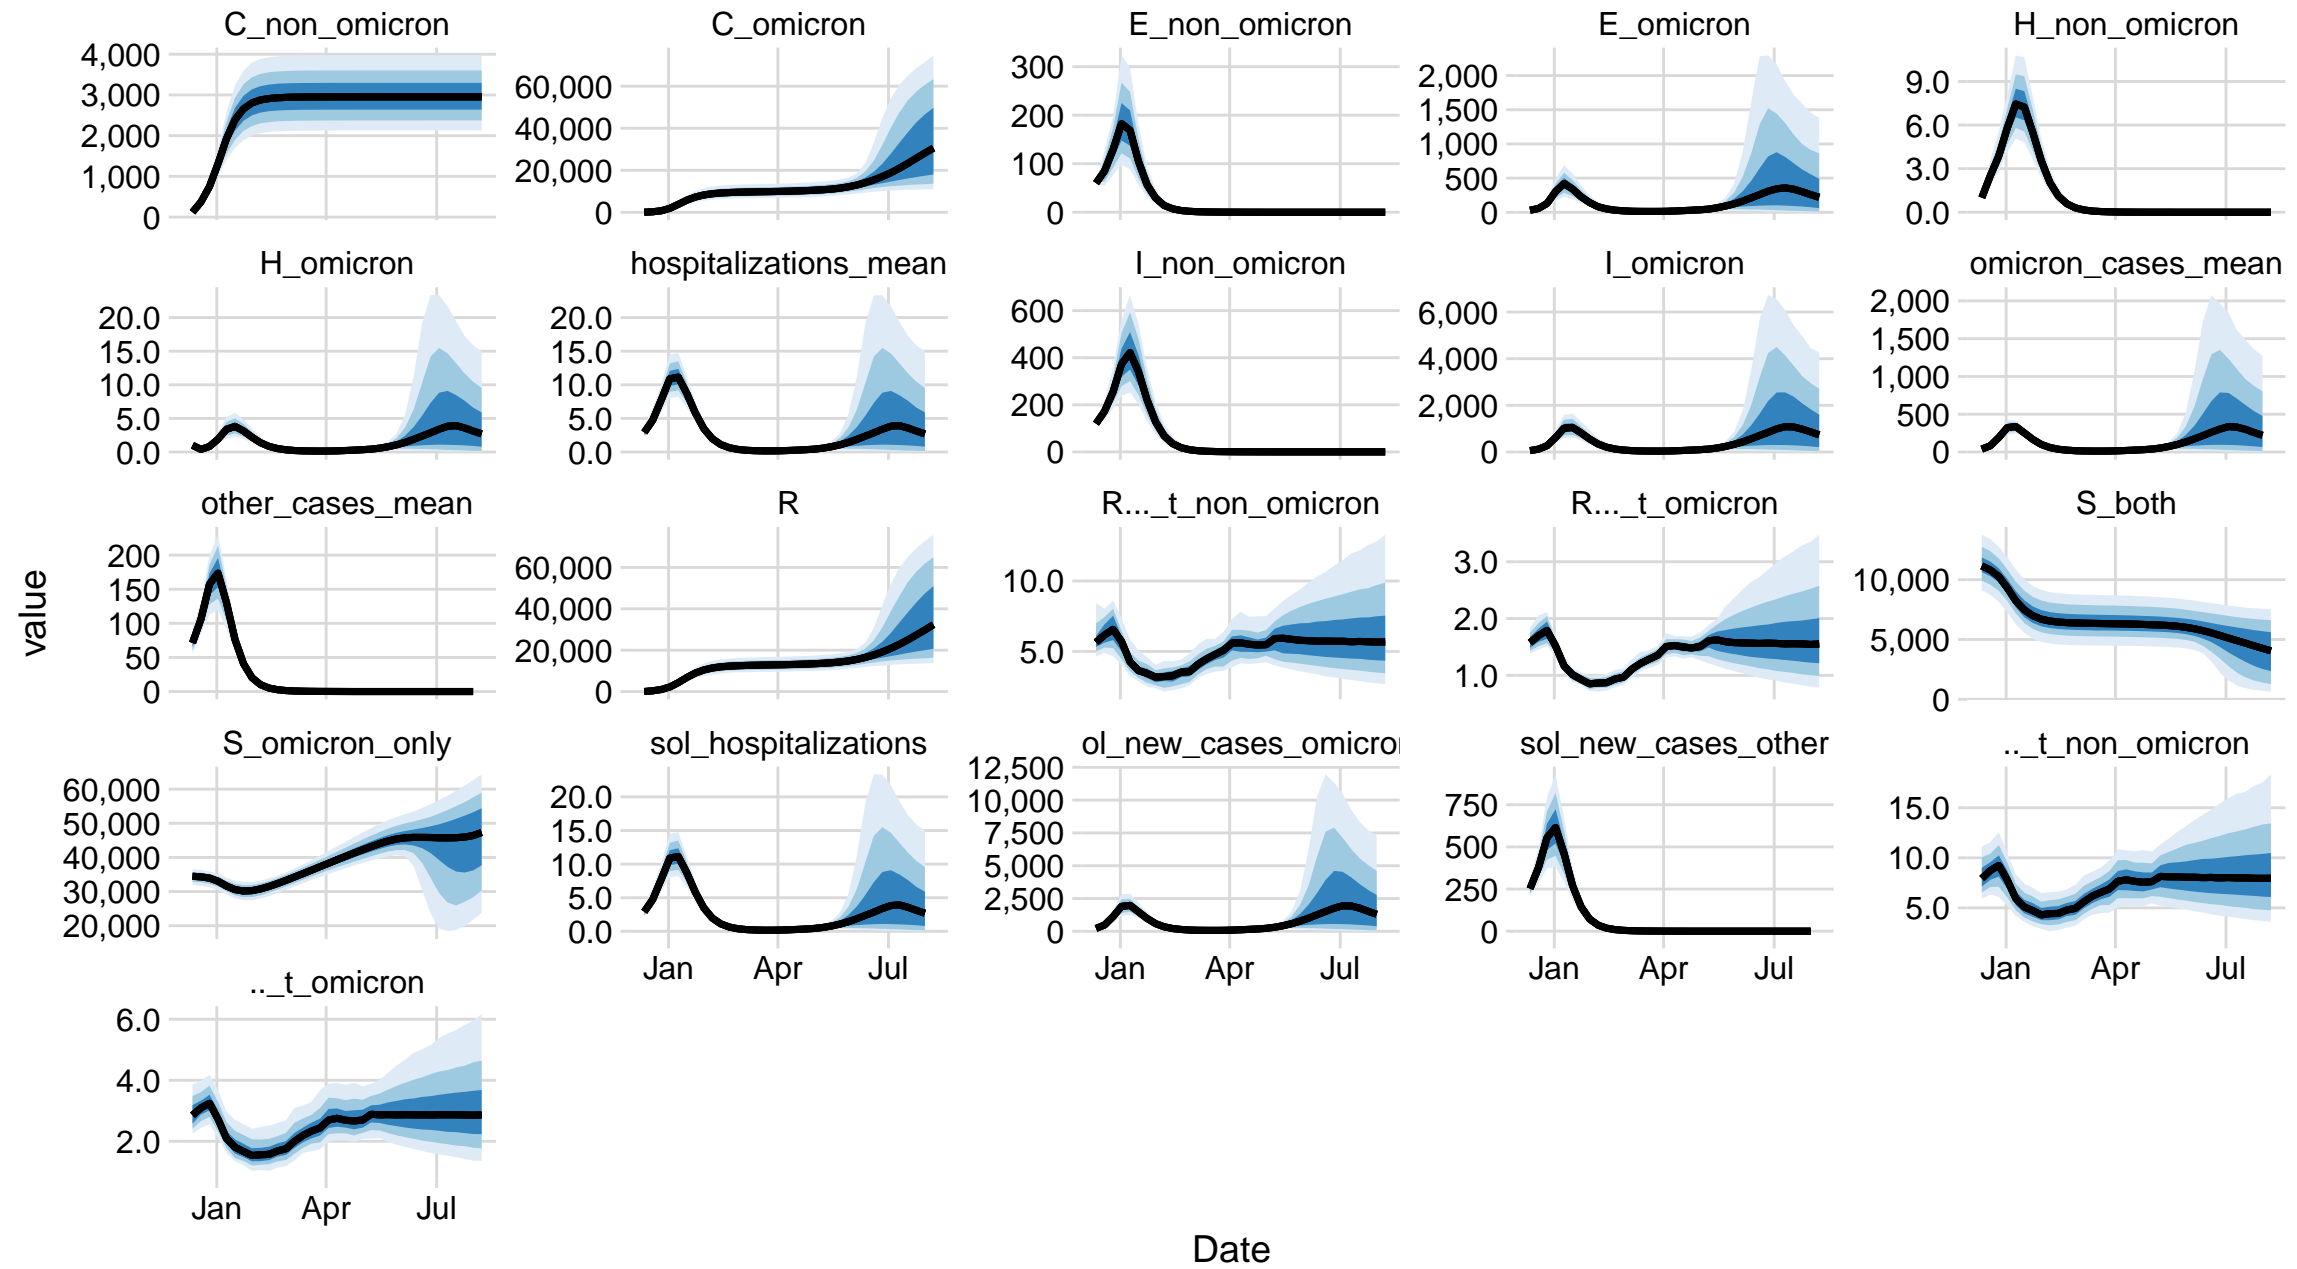 C_non_omicron C_omicron E_non_omicron E_omicron H_non_omicron
4,000 3,000 2,000 1,000 0
60,000 40,000 20,000 0
300 200 100 0
2,000 1,500 1,000 500 0
9.0 6.0 3.0 0.0
H_omicron hospitalizations_mean I_non_omicron I_omicron omicron_cases_mean
20.0 15.0 10.0 5.0 0.0
20.0 15.0 10.0 5.0 0.0
600 400 200 0
6,000 4,000 2,000 0
2,000 1,500 1,000 500 0
other_cases_mean R R..._t_non_omicron R..._t_omicron S_both
200 150 100 50 0
60,000 40,000 20,000 0
10.0 5.0
3.0 2.0 1.0
10,000 5,000 0
S_omicron_only sol_hospitalizations ol_new_cases_omicro sol_new_cases_other .._t_non_omicron
60,000 50,000 40,000 30,000 20,000
20.0 15.0 10.0 5.0 0.0
12,500 10,000 7,500 5,000 2,500 0
750 500 250 0
15.0 10.0 5.0
Jan Apr Jul Jan Apr Jul Jan Apr Jul Jan Apr Jul
.._t_omicron
6.0 4.0 2.0
Jan Apr Jul
value
Date